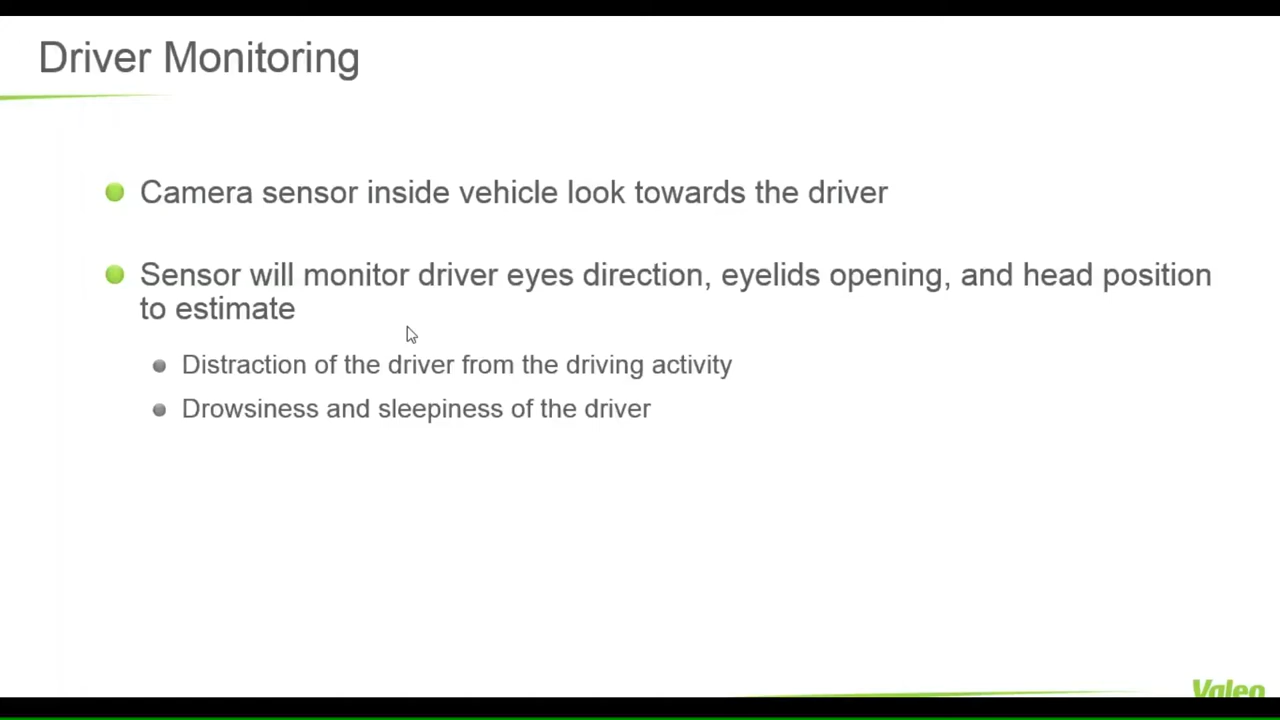 Driver Monitoring
Camera sensor inside vehicle look towards the driver
Sensor will monitor driver eyes direction, eyelids opening, and head position
to estimate
Distraction of the driver from the driving activity
Drowsiness and sleepiness of the driver
Valeo